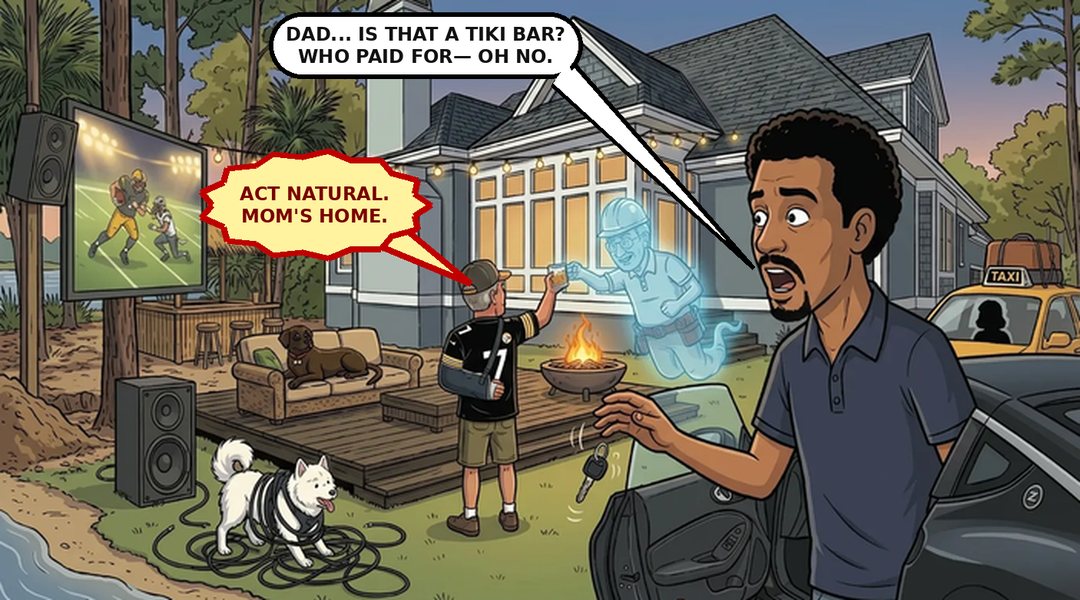 DAD... IS THAT A TIKI BAR?
WHO PAID FOR— OH NO.
ACT NATURAL.
MOM'S HOME.
TAXI
7
Z